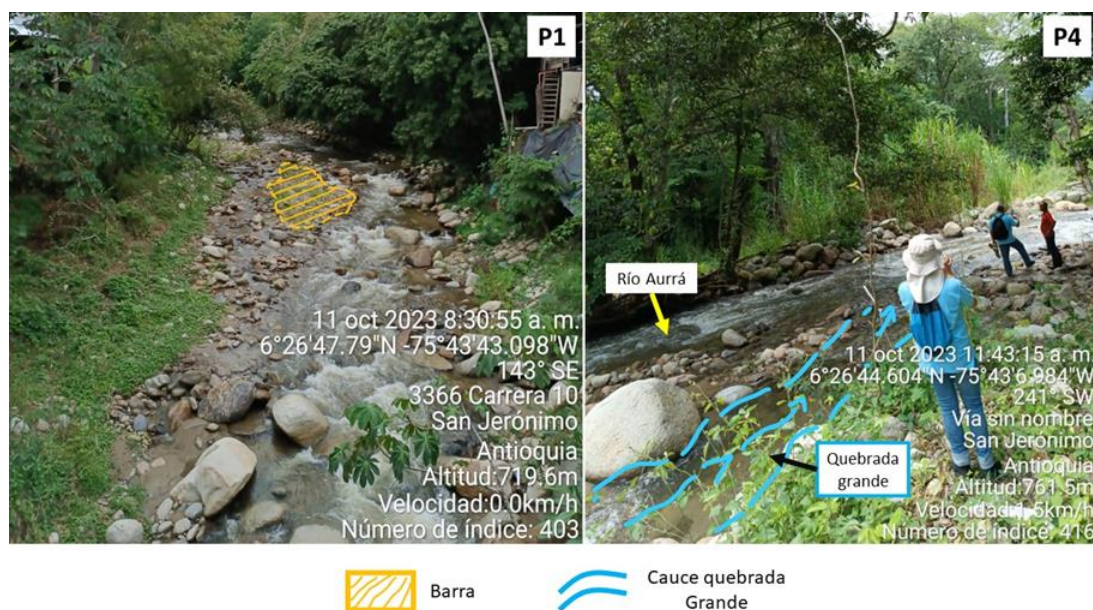 P1
11 oct 2023 8:30:55 a. m.
6°26'47.79"N -75°43'43.098"W
143° SE
3366 Carrera 10
San Jerónimo
Antioquia
Altitud:719.6m
Velocidad:0.0km/h
Número de índice: 403
P4
Río Aurrá
11 oct 2023 11:43:15 a. m.
6°26'44.604"N -75°43'6.984"W
241° SW
Vía sin nombre
San Jerónimo
Quebrada
grande
Antioquia
Altitud:761.5m
Velocidad:1.5km/h
Número de índice: 416
Barra
Cauce quebrada
Grande